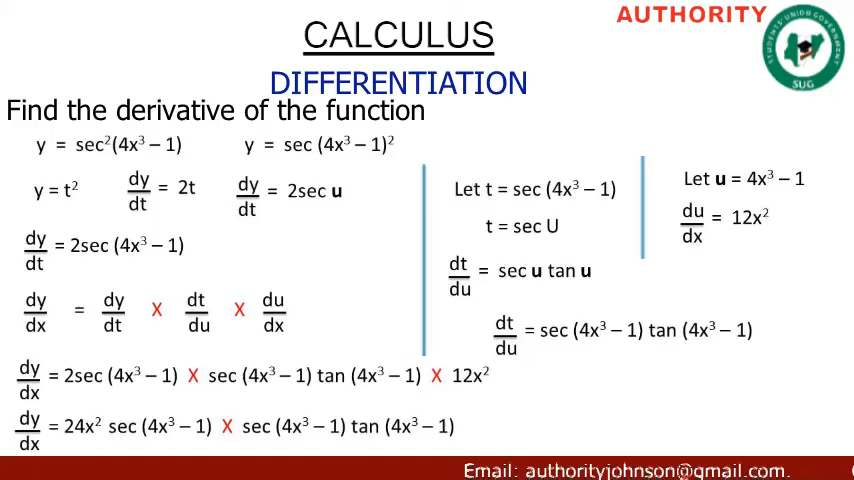 AUTHORITY
STUDENTS' UNION GOVERNMENT
SUG
CALCULUS
DIFFERENTIATION
Find the derivative of the function
y = sec²(4x³ – 1)
y = sec (4x³ – 1)²
y = t²
dy/dt = 2t
dy/dt = 2sec u
dy/dt = 2sec (4x³ – 1)
Let t = sec (4x³ – 1)
t = sec U
dt/du = sec u tan u
dt/du = sec (4x³ – 1) tan (4x³ – 1)
Let u = 4x³ – 1
du/dx = 12x²
dy/dx = dy/dt X dt/du X du/dx
dy/dx = 2sec (4x³ – 1) X sec (4x³ – 1) tan (4x³ – 1) X 12x²
dy/dx = 24x² sec (4x³ – 1) X sec (4x³ – 1) tan (4x³ – 1)
Email: authorityjohnson@gmail.com.